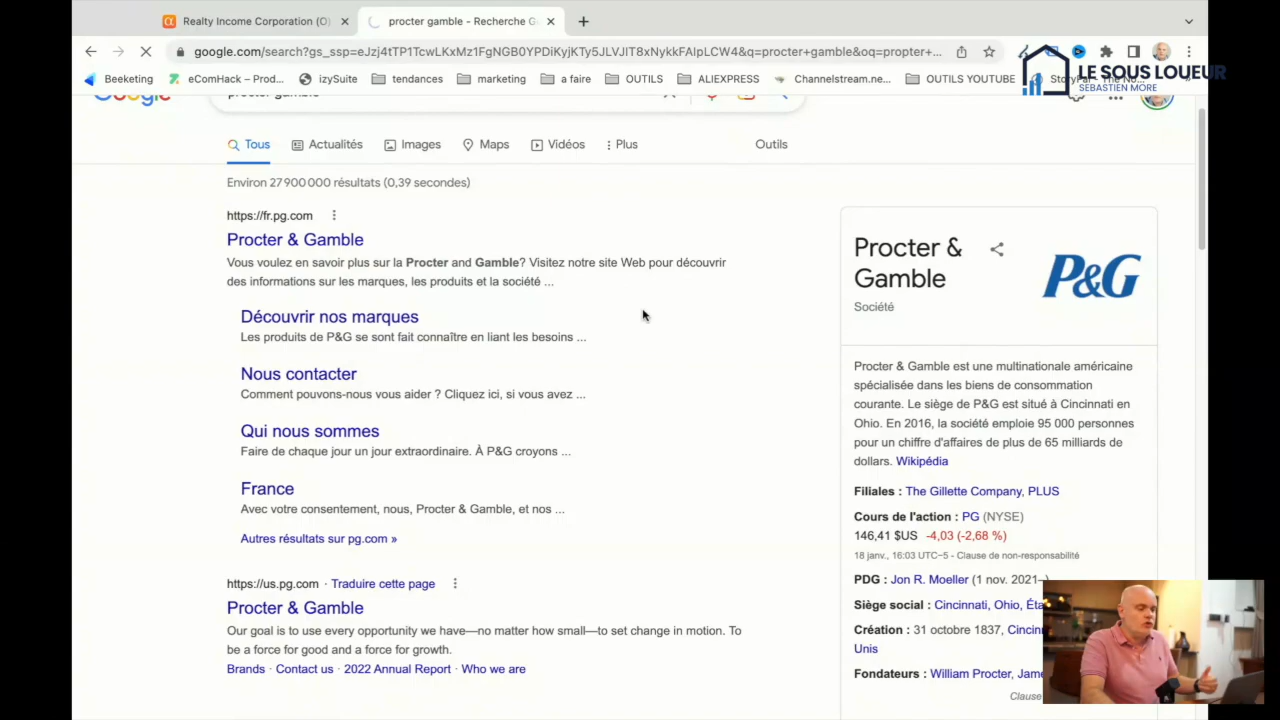 Realty Income Corporation (O)
procter gamble - Recherche G
google.com/search?gs_ssp=eJzj4tTP1TcwLKxMz1FgNGB0YPDiKyjKTy5JLVJIT8xNykkFAIpLCW4&q=procter+gamble&oq=propter+...
Beeketing
eComHack – Prod...
izySuite
tendances
marketing
a faire
OUTILS
ALIEXPRESS
Channelstream.ne...
OUTILS YOUTUBE
LE SOUS LOUEUR
SEBASTIEN MORE
procter gamble
Tous
Actualités
Images
Maps
Vidéos
Plus
Outils
Environ 27 900 000 résultats (0,39 secondes)
https://fr.pg.com
Procter & Gamble
Vous voulez en savoir plus sur la Procter and Gamble? Visitez notre site Web pour découvrir
des informations sur les marques, les produits et la société ...
Découvrir nos marques
Les produits de P&G se sont fait connaître en liant les besoins ...
Nous contacter
Comment pouvons-nous vous aider ? Cliquez ici, si vous avez ...
Qui nous sommes
Faire de chaque jour un jour extraordinaire. À P&G croyons ...
France
Avec votre consentement, nous, Procter & Gamble, et nos ...
Autres résultats sur pg.com »
https://us.pg.com · Traduire cette page
Procter & Gamble
Our goal is to use every opportunity we have—no matter how small—to set change in motion. To
be a force for good and a force for growth.
Brands · Contact us · 2022 Annual Report · Who we are
Procter &
Gamble
Société
P&G
Procter & Gamble est une multinationale américaine
spécialisée dans les biens de consommation
courante. Le siège de P&G est situé à Cincinnati en
Ohio. En 2016, la société emploie 95 000 personnes
pour un chiffre d'affaires de plus de 65 milliards de
dollars. Wikipédia
Filiales : The Gillette Company, PLUS
Cours de l'action : PG (NYSE)
146,41 $US -4,03 (-2,68 %)
18 janv., 16:03 UTC−5 - Clause de non-responsabilité
PDG : Jon R. Moeller (1 nov. 2021–)
Siège social : Cincinnati, Ohio, Éta
Création : 31 octobre 1837, Cincin
Unis
Fondateurs : William Procter, Jame
Clause